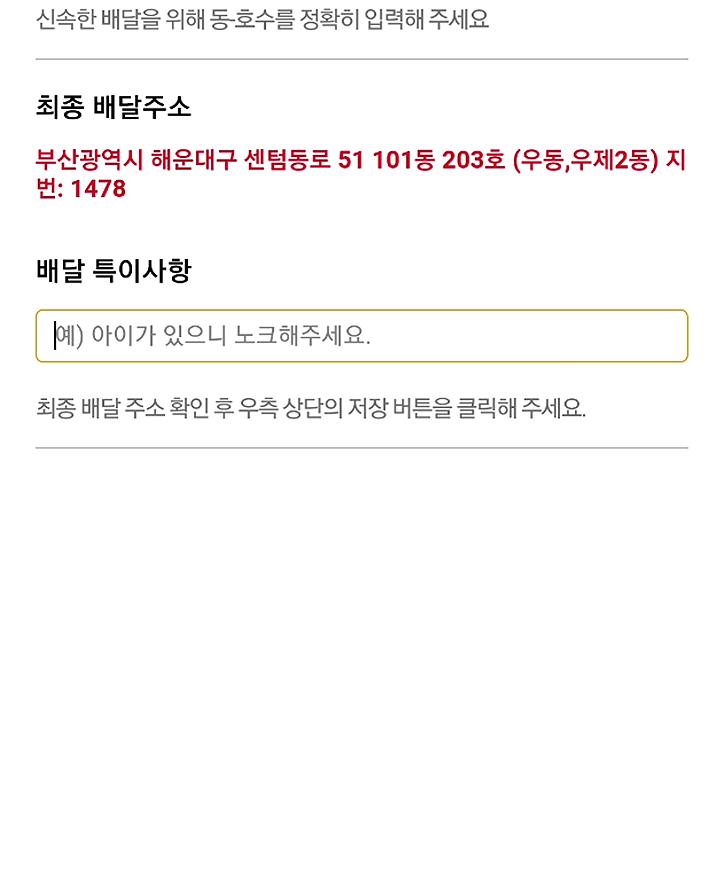 신속한 배달을 위해 동·호수를 정확히 입력해 주세요
최종 배달주소
부산광역시 해운대구 센텀동로 51 101동 203호 (우동,우제2동) 지
번: 1478
배달 특이사항
예) 아이가 있으니 노크해주세요.
최종 배달 주소 확인 후 우측 상단의 저장 버튼을 클릭해 주세요.